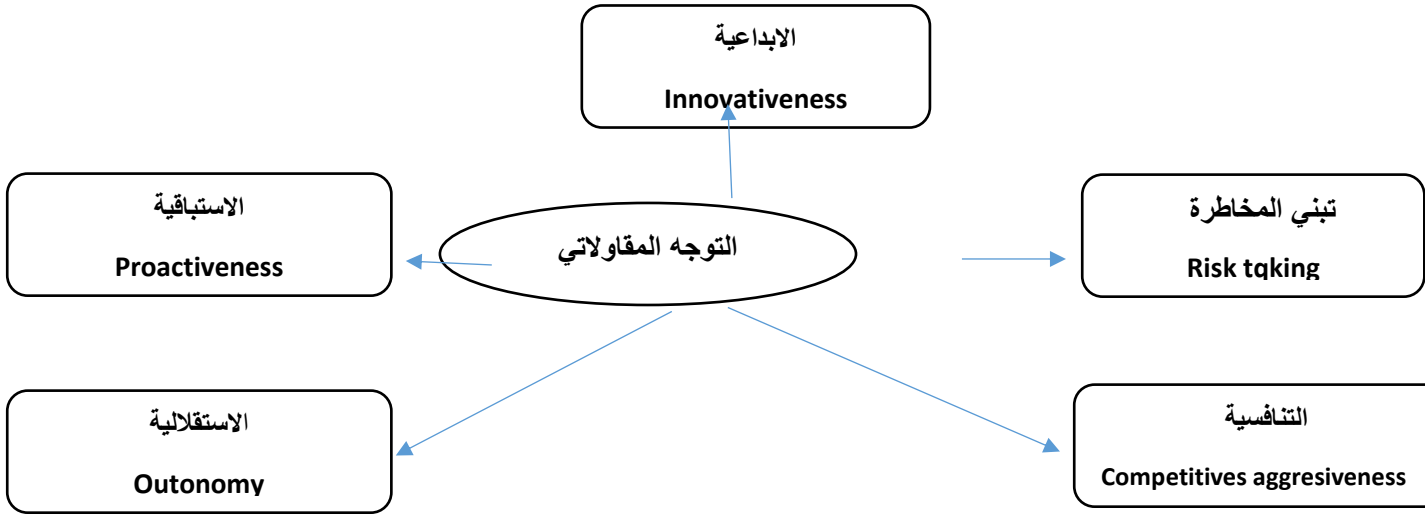 الابداعية
Innovativeness
تبني المخاطرة
Risk tqking
الاستباقية
Proactiveness
التوجه المقاولاتي
التنافسية
Competitives aggresiveness
الاستقلالية
Outonomy